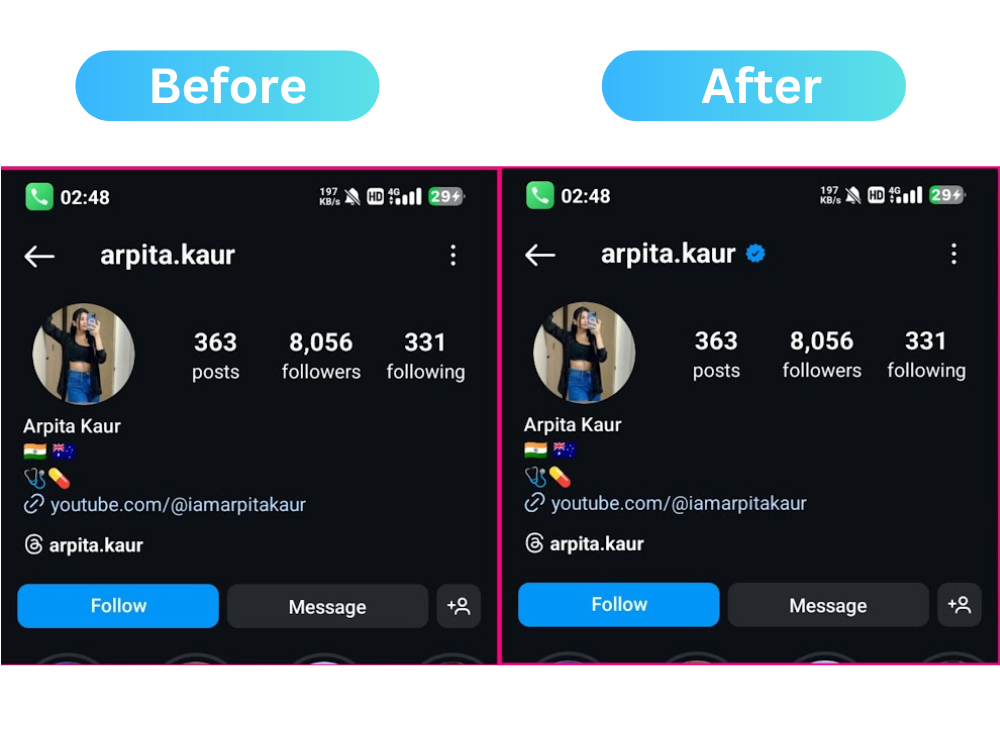 Before
After
02:48 197 KB/s HD 4G 29
arpita.kaur
363 8,056 331
posts followers following
Arpita Kaur
youtube.com/@iamarpitakaur
arpita.kaur
Follow Message
02:48 197 KB/s HD 4G 29
arpita.kaur
363 8,056 331
posts followers following
Arpita Kaur
youtube.com/@iamarpitakaur
arpita.kaur
Follow Message